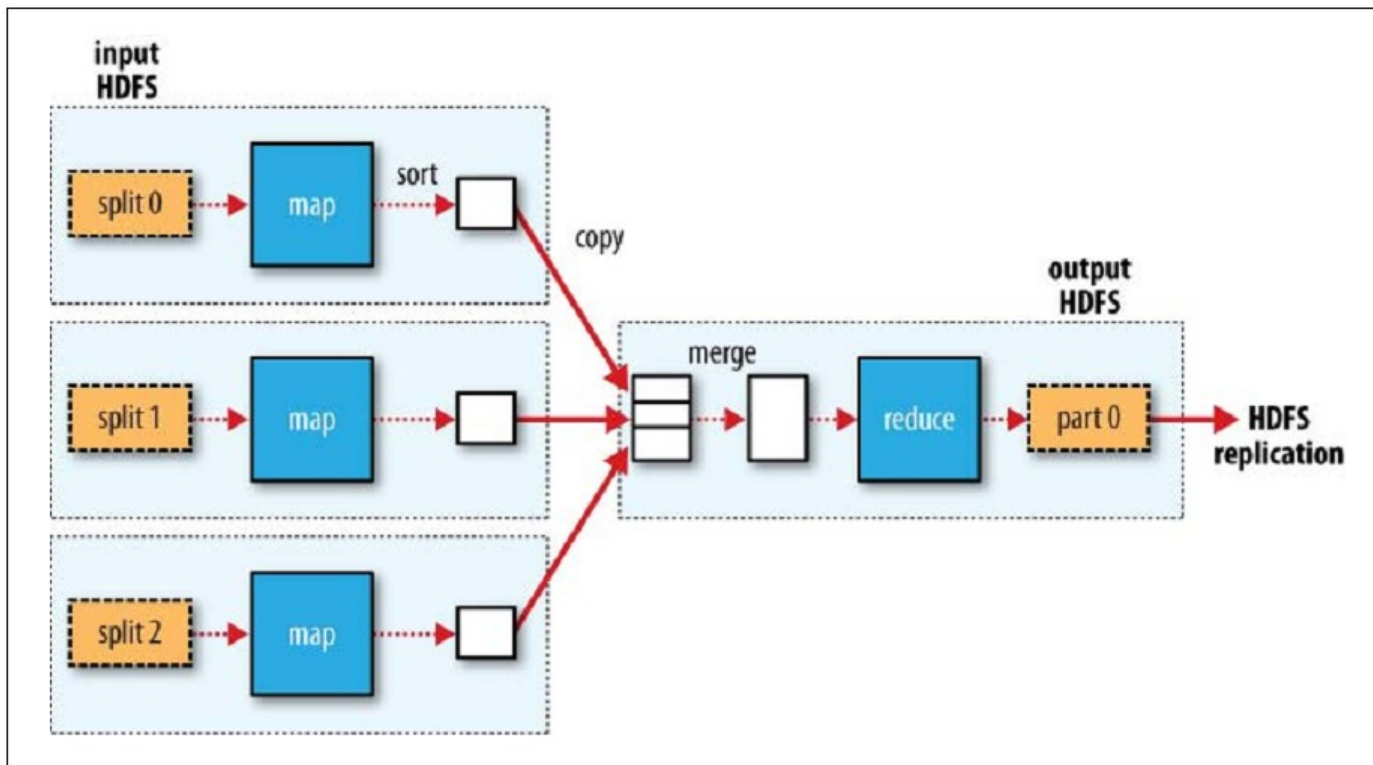 input
HDFS
split 0
map
sort
copy
split 1
map
split 2
map
merge
reduce
output
HDFS
part 0
HDFS
replication